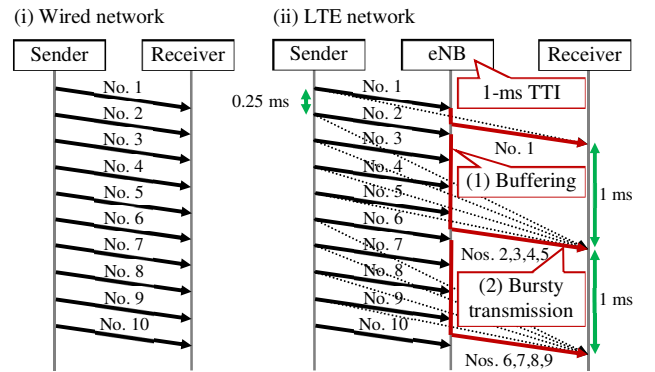 (i) Wired network
Sender
Receiver
No. 1
No. 2
No. 3
No. 4
No. 5
No. 6
No. 7
No. 8
No. 9
No. 10
(ii) LTE network
Sender
eNB
Receiver
0.25 ms
No. 1
No. 2
No. 3
No. 4
No. 5
No. 6
No. 7
No. 8
No. 9
No. 10
1-ms TTI
No. 1
(1) Buffering
1 ms
Nos. 2,3,4,5
(2) Bursty
transmission
1 ms
Nos. 6,7,8,9